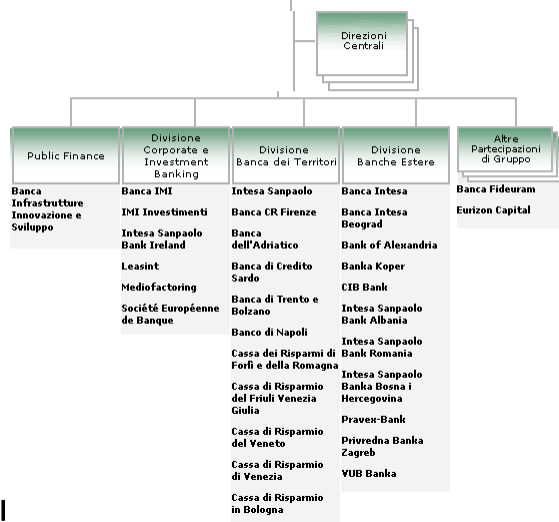 Direzioni
Centrali
Public Finance
Divisione
Corporate e
Investment
Banking
Divisione
Banca dei Territori
Divisione
Banche Estere
Altre
Partecipazioni
di Gruppo
Banca
Infrastrutture
Innovazione e
Sviluppo
Banca IMI
IMI Investimenti
Intesa Sanpaolo
Bank Ireland
Leasint
Mediofactoring
Société Européenne
de Banque
Intesa Sanpaolo
Banca CR Firenze
Banca
dell'Adriatico
Banca di Credito
Sardo
Banca di Trento e
Bolzano
Banco di Napoli
Cassa dei Risparmi di
Forlì e della Romagna
Cassa di Risparmio
del Friuli Venezia
Giulia
Cassa di Risparmio
del Veneto
Cassa di Risparmio
di Venezia
Cassa di Risparmio
in Bologna
Banca Intesa
Banca Intesa
Beograd
Bank of Alexandria
Banka Koper
CIB Bank
Intesa Sanpaolo
Bank Albania
Intesa Sanpaolo
Bank Romania
Intesa Sanpaolo
Banka Bosna i
Hercegovina
Pravex-Bank
Privredna Banka
Zagreb
VUB Banka
Banca Fideuram
Eurizon Capital